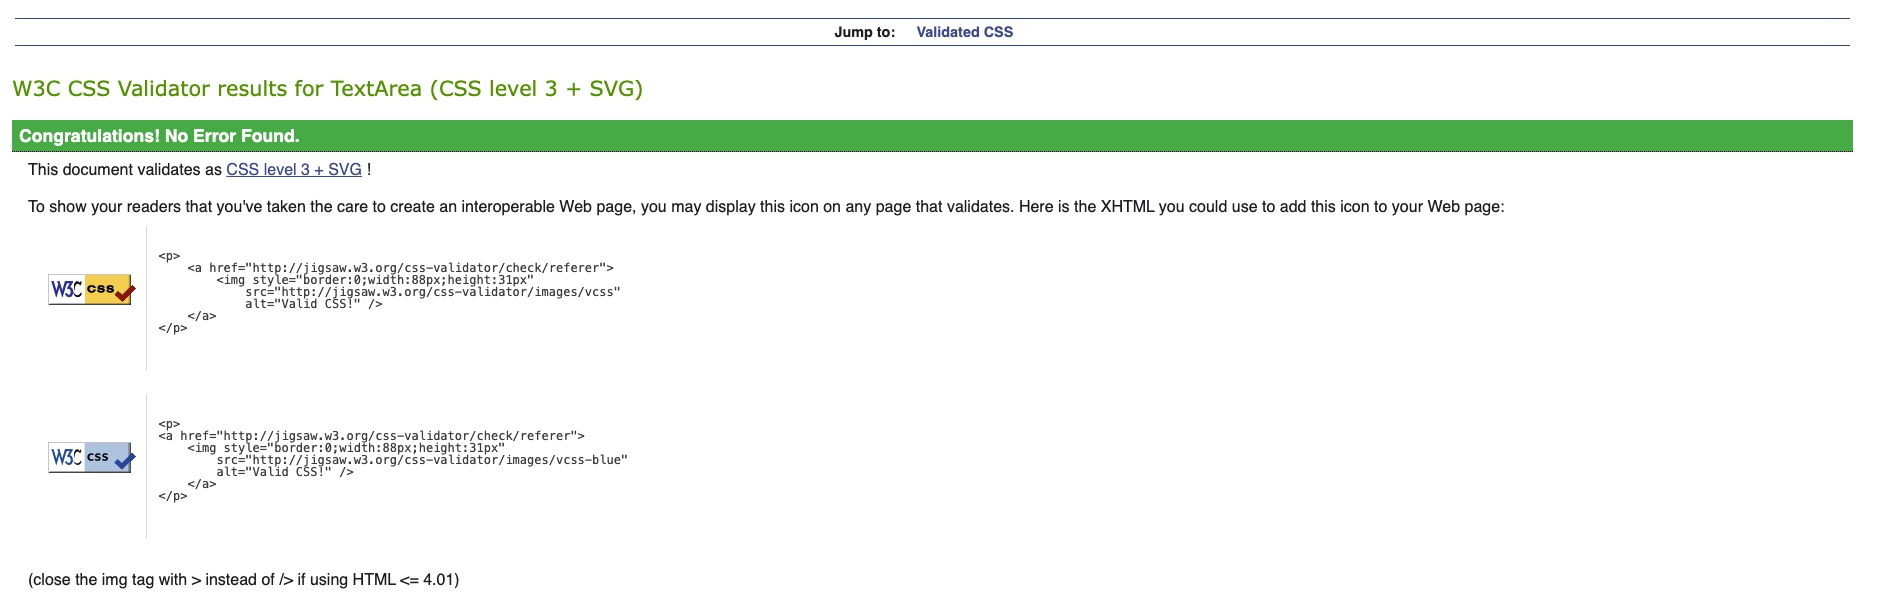 Jump to: Validated CSS
W3C CSS Validator results for TextArea (CSS level 3 + SVG)
Congratulations! No Error Found.
This document validates as CSS level 3 + SVG !
To show your readers that you've taken the care to create an interoperable Web page, you may display this icon on any page that validates. Here is the XHTML you could use to add this icon to your Web page:
W3C css
<p>
    <a href="http://jigsaw.w3.org/css-validator/check/referer">
        <img style="border:0;width:88px;height:31px"
            src="http://jigsaw.w3.org/css-validator/images/vcss"
            alt="Valid CSS!" />
    </a>
</p>
W3C css
<p>
<a href="http://jigsaw.w3.org/css-validator/check/referer">
    <img style="border:0;width:88px;height:31px"
        src="http://jigsaw.w3.org/css-validator/images/vcss-blue"
        alt="Valid CSS!" />
    </a>
</p>
(close the img tag with > instead of /> if using HTML <= 4.01)